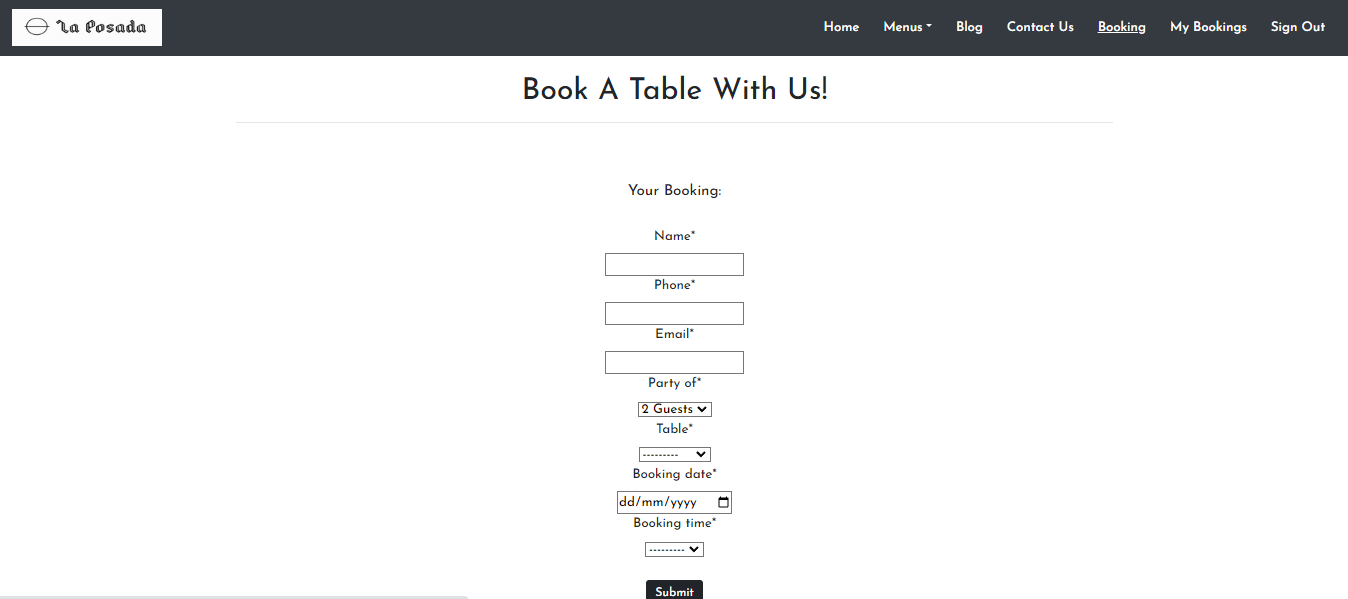 La Posada
Home Menus Blog Contact Us Booking My Bookings Sign Out
Book A Table With Us!
Your Booking:
Name*
Phone*
Email*
Party of*
2 Guests
Table*
---------
Booking date*
dd/mm/yyyy
Booking time*
---------
Submit